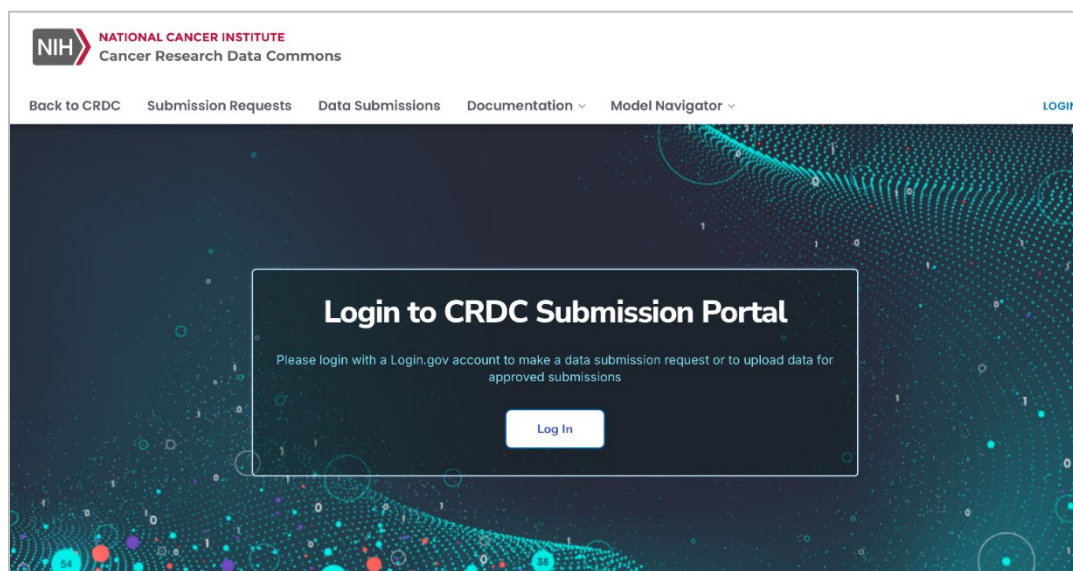 NIH
NATIONAL CANCER INSTITUTE
Cancer Research Data Commons
Back to CRDC Submission Requests Data Submissions Documentation Model Navigator LOGIN
Login to CRDC Submission Portal
Please login with a Login.gov account to make a data submission request or to upload data for
approved submissions
Log In
54